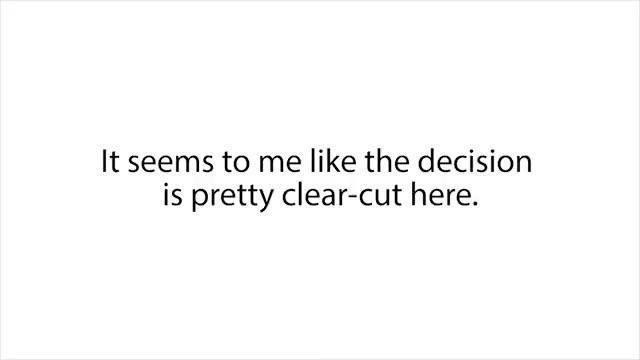 It seems to me like the decision
is pretty clear-cut here.